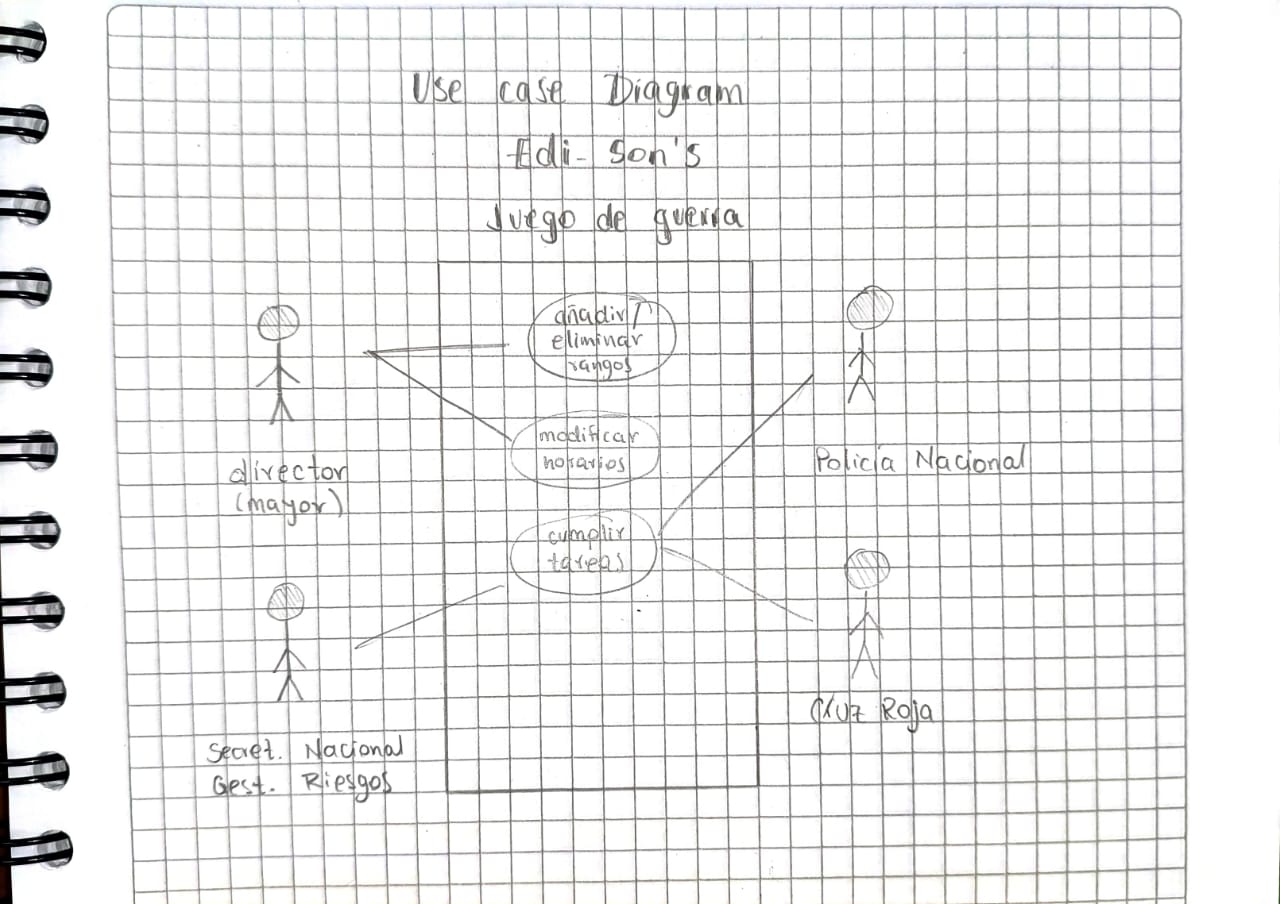 Use case Diagram
Edi-Son's
Juego de guerra
añadir/
eliminar
rangos
modificar
horarios
director
(mayor)
Policía Nacional
cumplir
tareas
Secret. Nacional
Gest. Riesgos
Cruz Roja